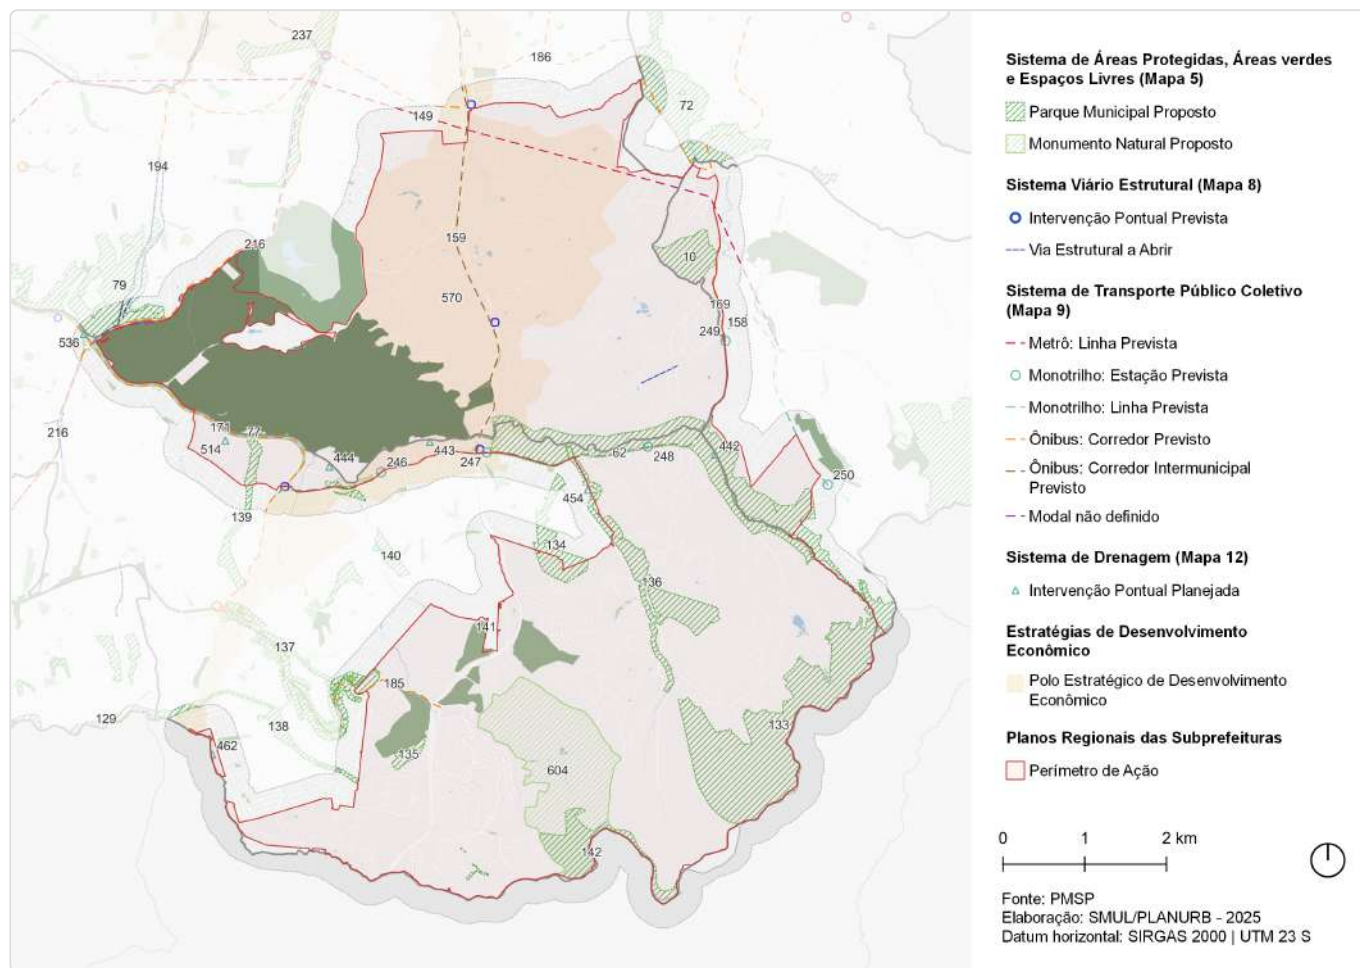 237
186
72
149
194
159
216
10
79
570
169
249
158
536
216
171
77
514
444
246
443
247
62
248
442
250
454
139
140
134
136
141
137
185
138
129
462
135
604
133
142
Sistema de Áreas Protegidas, Áreas verdes
e Espaços Livres (Mapa 5)
Parque Municipal Proposto
Monumento Natural Proposto
Sistema Viário Estrutural (Mapa 8)
Intervenção Pontual Prevista
Via Estrutural a Abrir
Sistema de Transporte Público Coletivo
(Mapa 9)
Metrô: Linha Prevista
Monotrilho: Estação Prevista
Monotrilho: Linha Prevista
Ônibus: Corredor Previsto
Ônibus: Corredor Intermunicipal
Previsto
Modal não definido
Sistema de Drenagem (Mapa 12)
Intervenção Pontual Planejada
Estratégias de Desenvolvimento
Econômico
Polo Estratégico de Desenvolvimento
Econômico
Planos Regionais das Subprefeituras
Perímetro de Ação
0 1 2 km
Fonte: PMSP
Elaboração: SMUL/PLANURB - 2025
Datum horizontal: SIRGAS 2000 | UTM 23 S